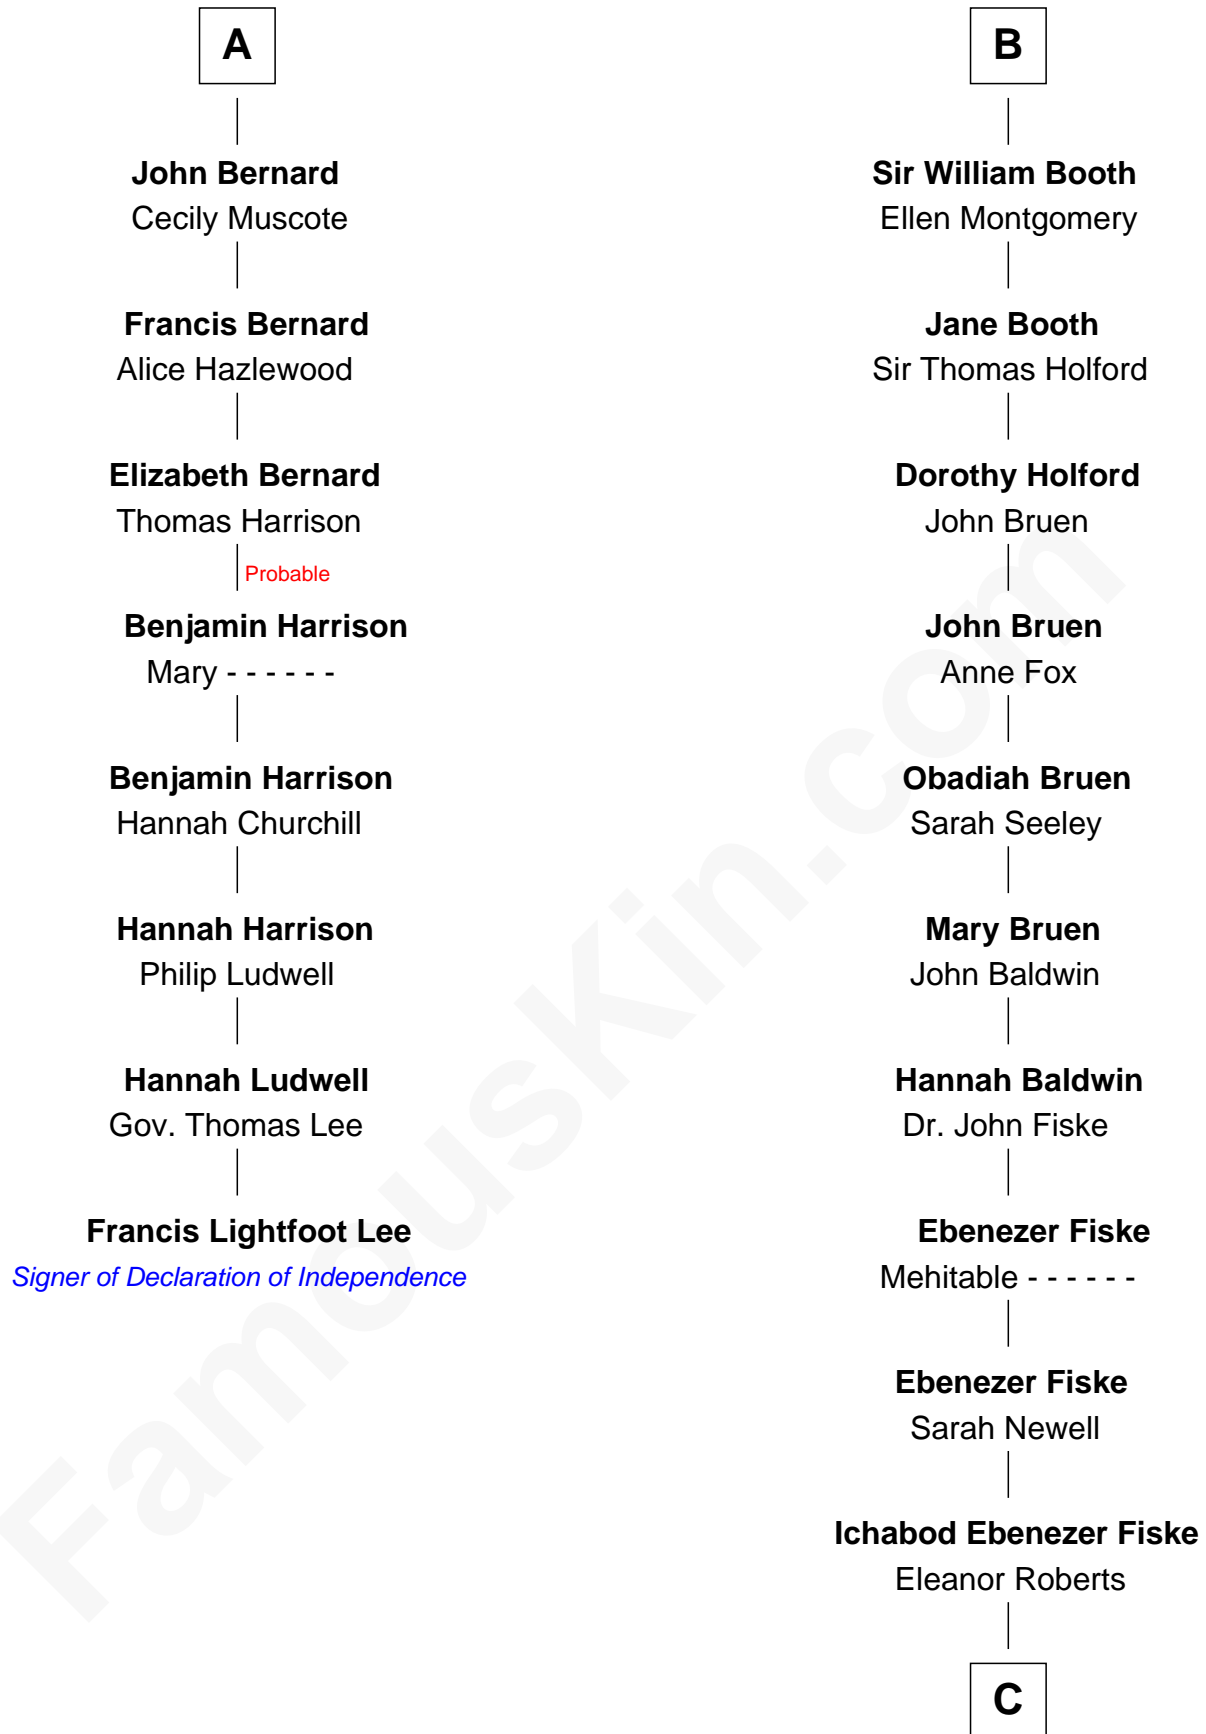 A
John Bernard
Cecily Muscote
Francis Bernard
Alice Hazlewood
Elizabeth Bernard
Thomas Harrison
Probable
Benjamin Harrison
Mary - - - - - -
Benjamin Harrison
Hannah Churchill
Hannah Harrison
Philip Ludwell
Hannah Ludwell
Gov. Thomas Lee
Francis Lightfoot Lee
Signer of Declaration of Independence
B
Sir William Booth
Ellen Montgomery
Jane Booth
Sir Thomas Holford
Dorothy Holford
John Bruen
John Bruen
Anne Fox
Obadiah Bruen
Sarah Seeley
Mary Bruen
John Baldwin
Hannah Baldwin
Dr. John Fiske
Ebenezer Fiske
Mehitable - - - - - -
Ebenezer Fiske
Sarah Newell
Ichabod Ebenezer Fiske
Eleanor Roberts
C
FamousKin.com